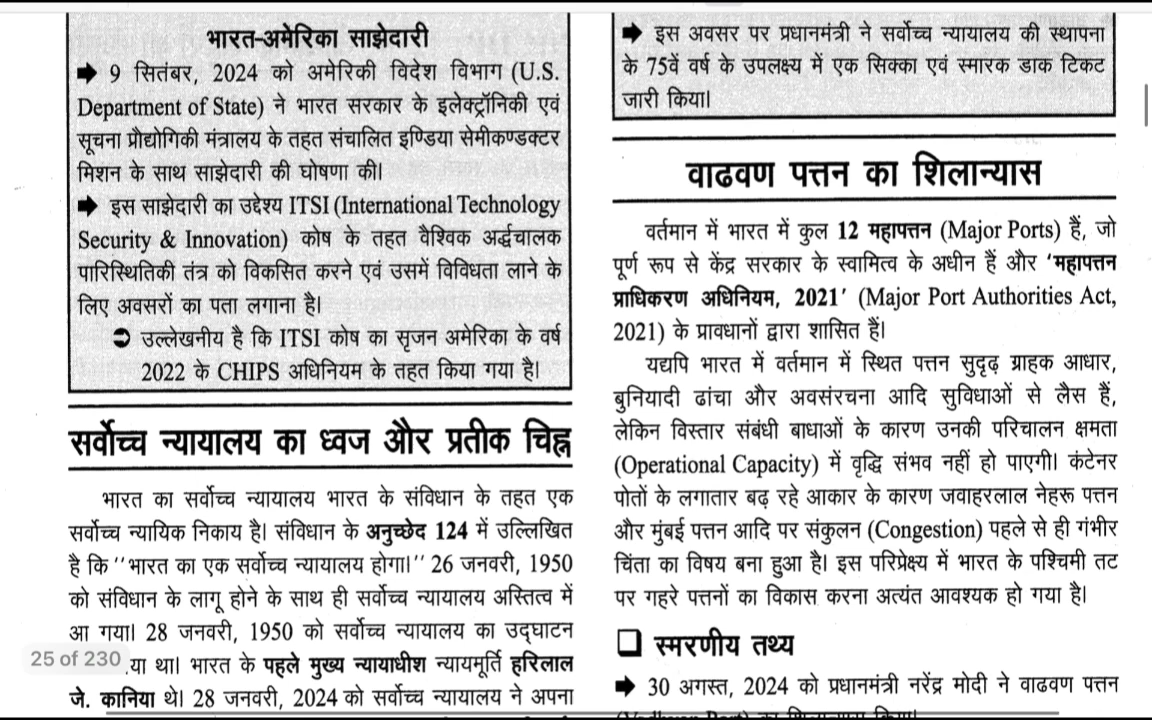 भारत-अमेरिका साझेदारी
➡ 9 सितंबर, 2024 को अमेरिकी विदेश विभाग (U.S.
Department of State) ने भारत सरकार के इलेक्ट्रॉनिकी एवं
सूचना प्रौद्योगिकी मंत्रालय के तहत संचालित इण्डिया सेमीकण्डक्टर
मिशन के साथ साझेदारी की घोषणा की।
➡ इस साझेदारी का उद्देश्य ITSI (International Technology
Security & Innovation) कोष के तहत वैश्विक अर्द्धचालक
पारिस्थितिकी तंत्र को विकसित करने एवं उसमें विविधता लाने के
लिए अवसरों का पता लगाना है।
➲ उल्लेखनीय है कि ITSI कोष का सृजन अमेरिका के वर्ष
2022 के CHIPS अधिनियम के तहत किया गया है।
सर्वोच्च न्यायालय का ध्वज और प्रतीक चिह्न
भारत का सर्वोच्च न्यायालय भारत के संविधान के तहत एक
सर्वोच्च न्यायिक निकाय है। संविधान के अनुच्छेद 124 में उल्लिखित
है कि ''भारत का एक सर्वोच्च न्यायालय होगा।'' 26 जनवरी, 1950
को संविधान के लागू होने के साथ ही सर्वोच्च न्यायालय अस्तित्व में
आ गया। 28 जनवरी, 1950 को सर्वोच्च न्यायालय का उद्घाटन
25 of 230 या था। भारत के पहले मुख्य न्यायाधीश न्यायमूर्ति हरिलाल
जे. कानिया थे। 28 जनवरी, 2024 को सर्वोच्च न्यायालय ने अपना
➡ इस अवसर पर प्रधानमंत्री ने सर्वोच्च न्यायालय की स्थापना
के 75वें वर्ष के उपलक्ष्य में एक सिक्का एवं स्मारक डाक टिकट
जारी किया।
वाढवण पत्तन का शिलान्यास
वर्तमान में भारत में कुल 12 महापत्तन (Major Ports) हैं, जो
पूर्ण रूप से केंद्र सरकार के स्वामित्व के अधीन हैं और 'महापत्तन
प्राधिकरण अधिनियम, 2021' (Major Port Authorities Act,
2021) के प्रावधानों द्वारा शासित हैं।
यद्यपि भारत में वर्तमान में स्थित पत्तन सुदृढ़ ग्राहक आधार,
बुनियादी ढांचा और अवसंरचना आदि सुविधाओं से लैस हैं,
लेकिन विस्तार संबंधी बाधाओं के कारण उनकी परिचालन क्षमता
(Operational Capacity) में वृद्धि संभव नहीं हो पाएगी। कंटेनर
पोतों के लगातार बढ़ रहे आकार के कारण जवाहरलाल नेहरू पत्तन
और मुंबई पत्तन आदि पर संकुलन (Congestion) पहले से ही गंभीर
चिंता का विषय बना हुआ है। इस परिप्रेक्ष्य में भारत के पश्चिमी तट
पर गहरे पत्तनों का विकास करना अत्यंत आवश्यक हो गया है।
❑ स्मरणीय तथ्य
➡ 30 अगस्त, 2024 को प्रधानमंत्री नरेंद्र मोदी ने वाढवण पत्तन
(Vadhvan Port) का शिलान्यास किया।